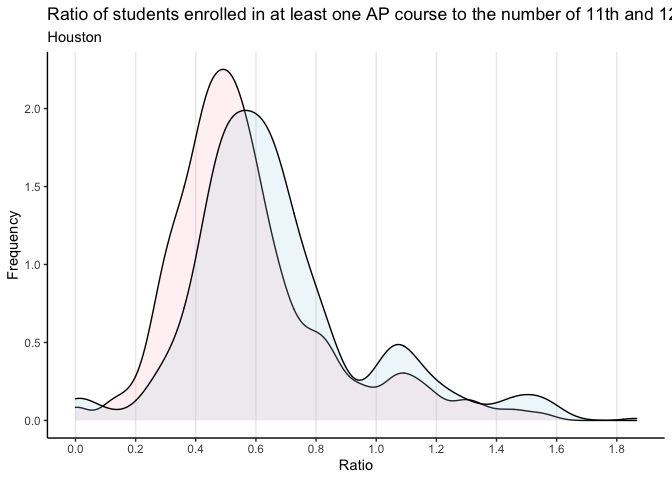 Ratio of students enrolled in at least one AP course to the number of 11th and
Houston
Frequency
2.0
1.5
1.0
0.5
0.0
0.0 0.2 0.4 0.6 0.8 1.0 1.2 1.4 1.6 1.8
Ratio